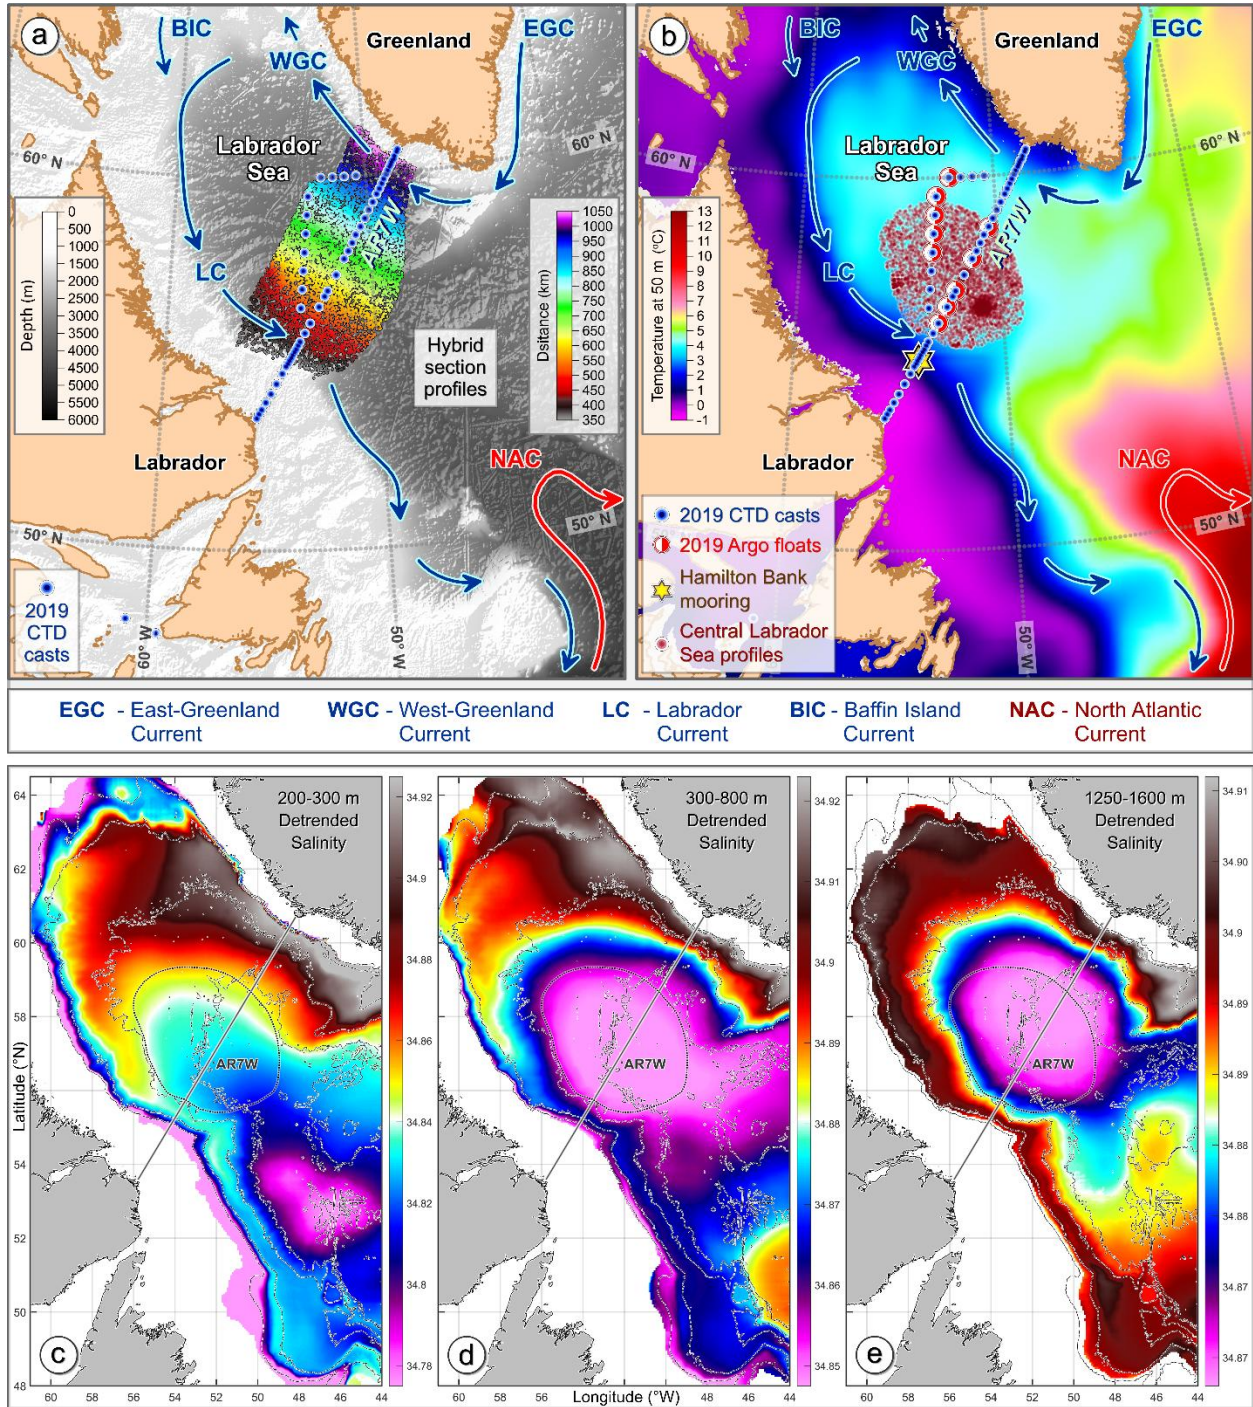 a
BIC
WGC
Greenland
EGC
60° N
60° N
Labrador
Sea
AR7W
LC
0
500
1000
1500
2000
2500
3000
3500
4000
4500
5000
6000
Depth (m)
Dsitance (km)
1050
1000
950
900
850
800
750
700
650
600
550
500
450
400
350
Hybrid
section
profiles
Labrador
NAC
50° N
50° N
2019
CTD
casts
60° W
50° W
b
BIC
WGC
Greenland
EGC
60° N
60° N
Labrador
Sea
AR7W
LC
Temperature at 50 m (°C)
13
12
11
10
9
8
7
6
5
4
3
2
1
0
-1
Labrador
NAC
50° N
50° W
2019 CTD casts
2019 Argo floats
Hamilton Bank
mooring
Central Labrador
Sea profiles
EGC - East-Greenland
Current
WGC - West-Greenland
Current
LC - Labrador
Current
BIC - Baffin Island
Current
NAC - North Atlantic
Current
200-300 m
Detrended
Salinity
AR7W
c
Latitude (°N)
64
62
60
58
56
54
52
50
48
60 58 56 54 52 50 48 46 44
34.92
34.9
34.88
34.86
34.84
34.82
34.8
34.78
300-800 m
Detrended
Salinity
AR7W
d
60 58 56 54 52 50 48 46 44
Longitude (°W)
34.92
34.91
34.9
34.89
34.88
34.87
34.86
34.85
1250-1600 m
Detrended
Salinity
AR7W
e
60 58 56 54 52 50 48 46 44
34.91
34.9
34.9
34.89
34.89
34.88
34.88
34.87
34.87